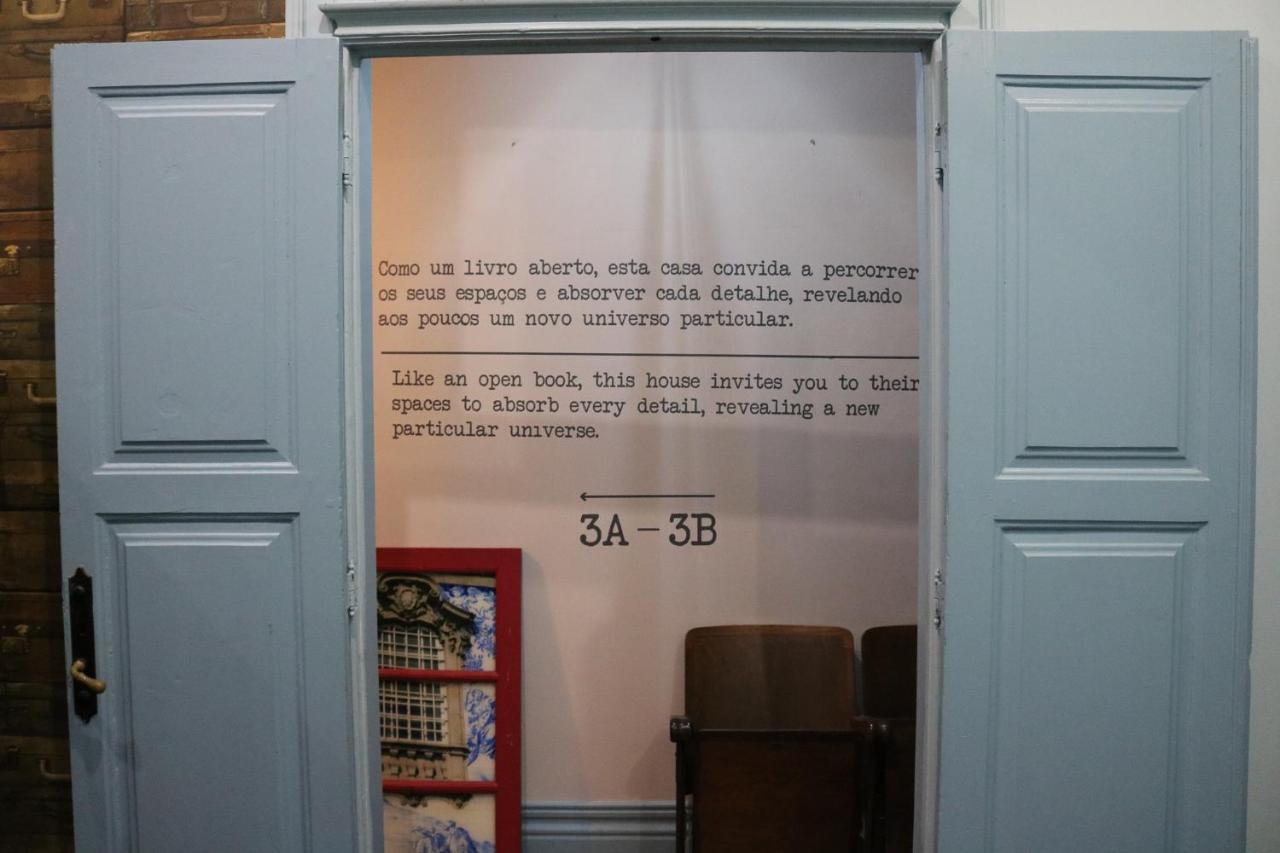 Como um livro aberto, esta casa convida a percorrer
os seus espaços e absorver cada detalhe, revelando
aos poucos um novo universo particular.
Like an open book, this house invites you to their
spaces to absorb every detail, revealing a new
particular universe.
3A - 3B